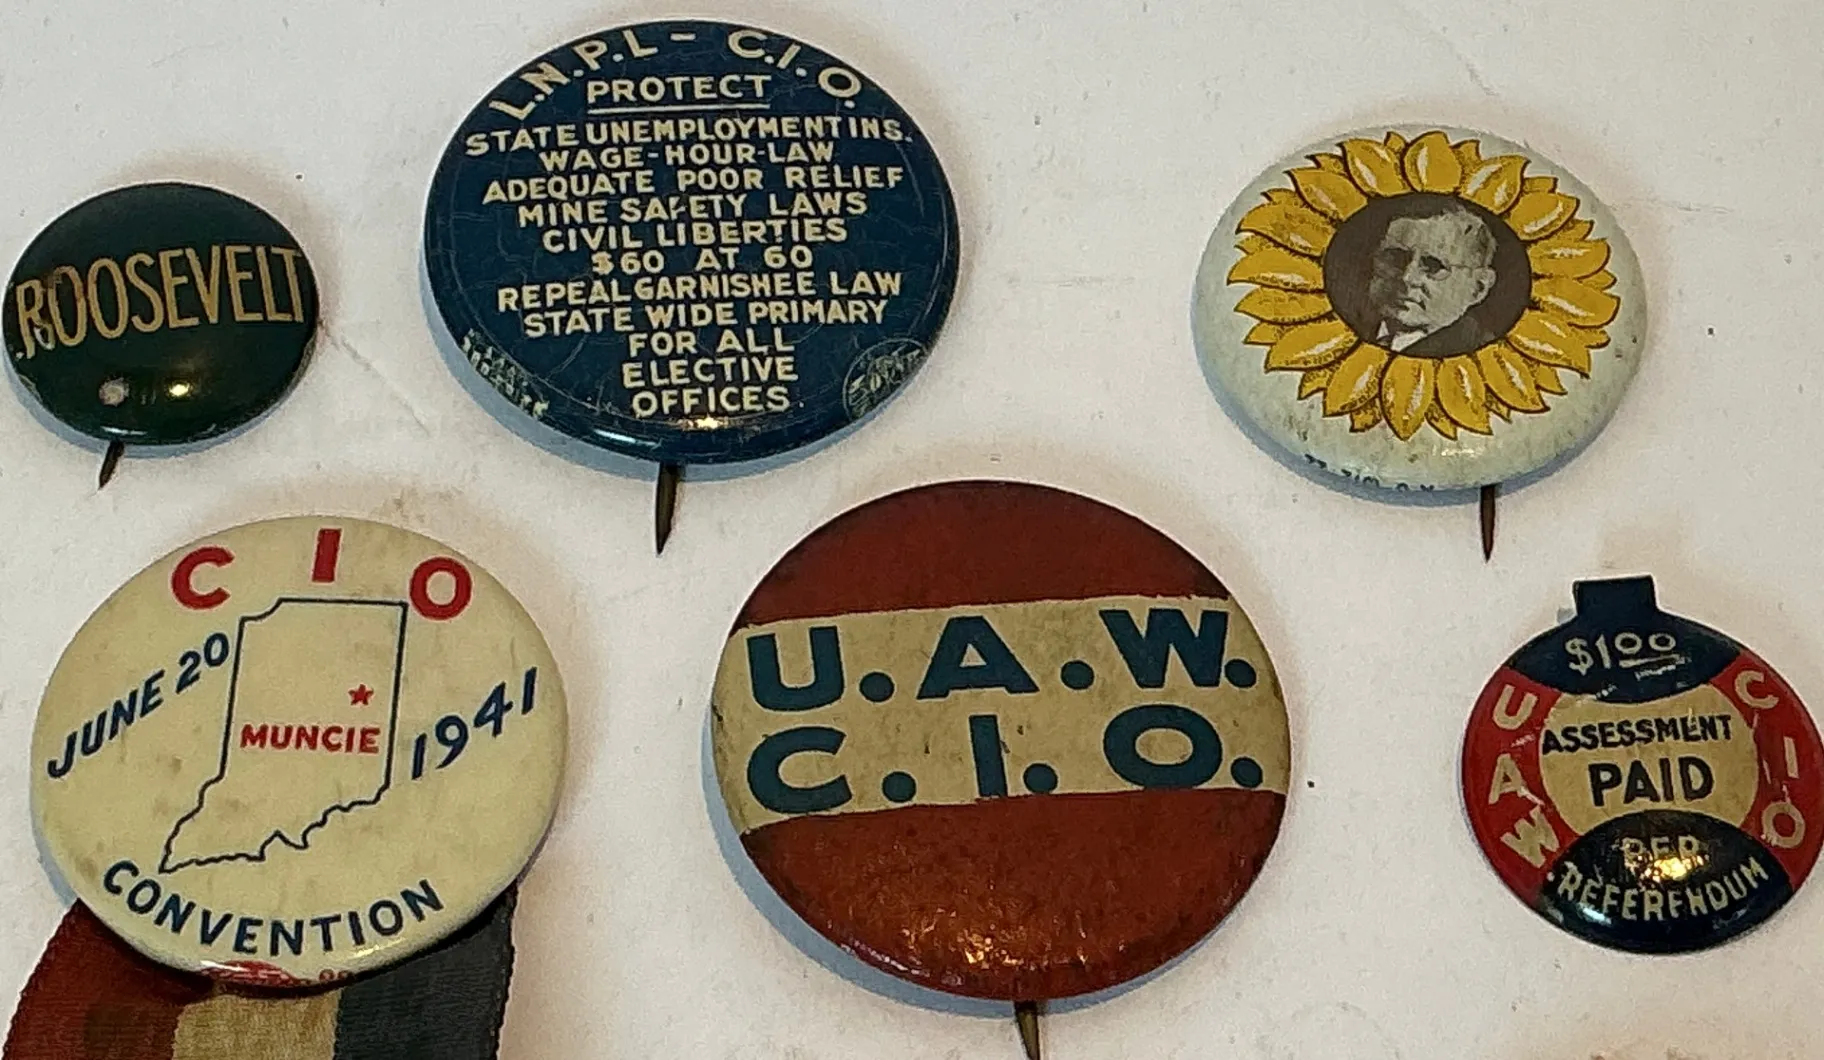 ROOSEVELT
L.N.P.L - C.I.O.
PROTECT
STATE UNEMPLOYMENT INS.
WAGE-HOUR-LAW
ADEQUATE POOR RELIEF
MINE SAFETY LAWS
CIVIL LIBERTIES
$60 AT 60
REPEAL GARNISHEE LAW
STATE WIDE PRIMARY
FOR ALL
ELECTIVE
OFFICES.
C I O
JUNE 20
1941
MUNCIE
CONVENTION
U.A.W.
C.I.O.
$1.00
UAW.
CIO
ASSESSMENT
PAID
PER
REFERENDUM